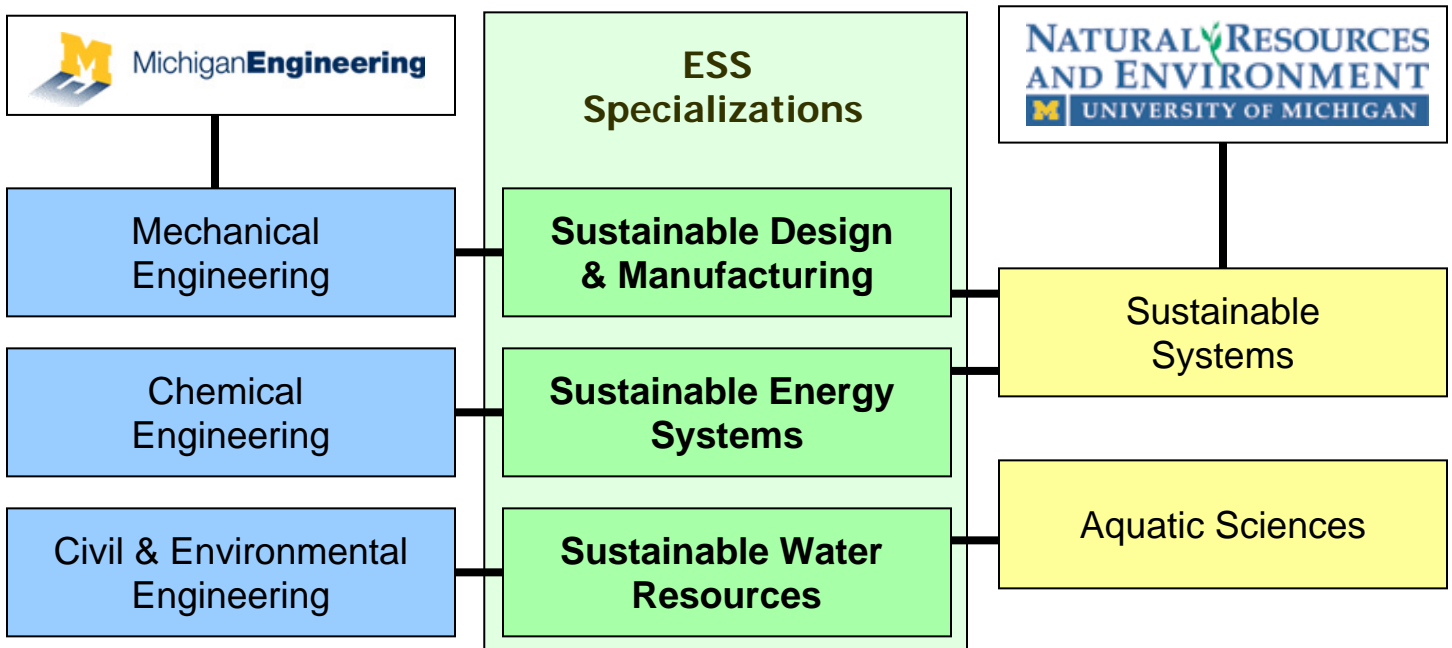 M
MichiganEngineering
ESS
Specializations
NATURAL RESOURCES
AND ENVIRONMENT
M UNIVERSITY OF MICHIGAN
Mechanical
Engineering
Sustainable Design
& Manufacturing
Sustainable
Systems
Chemical
Engineering
Sustainable Energy
Systems
Aquatic Sciences
Civil & Environmental
Engineering
Sustainable Water
Resources